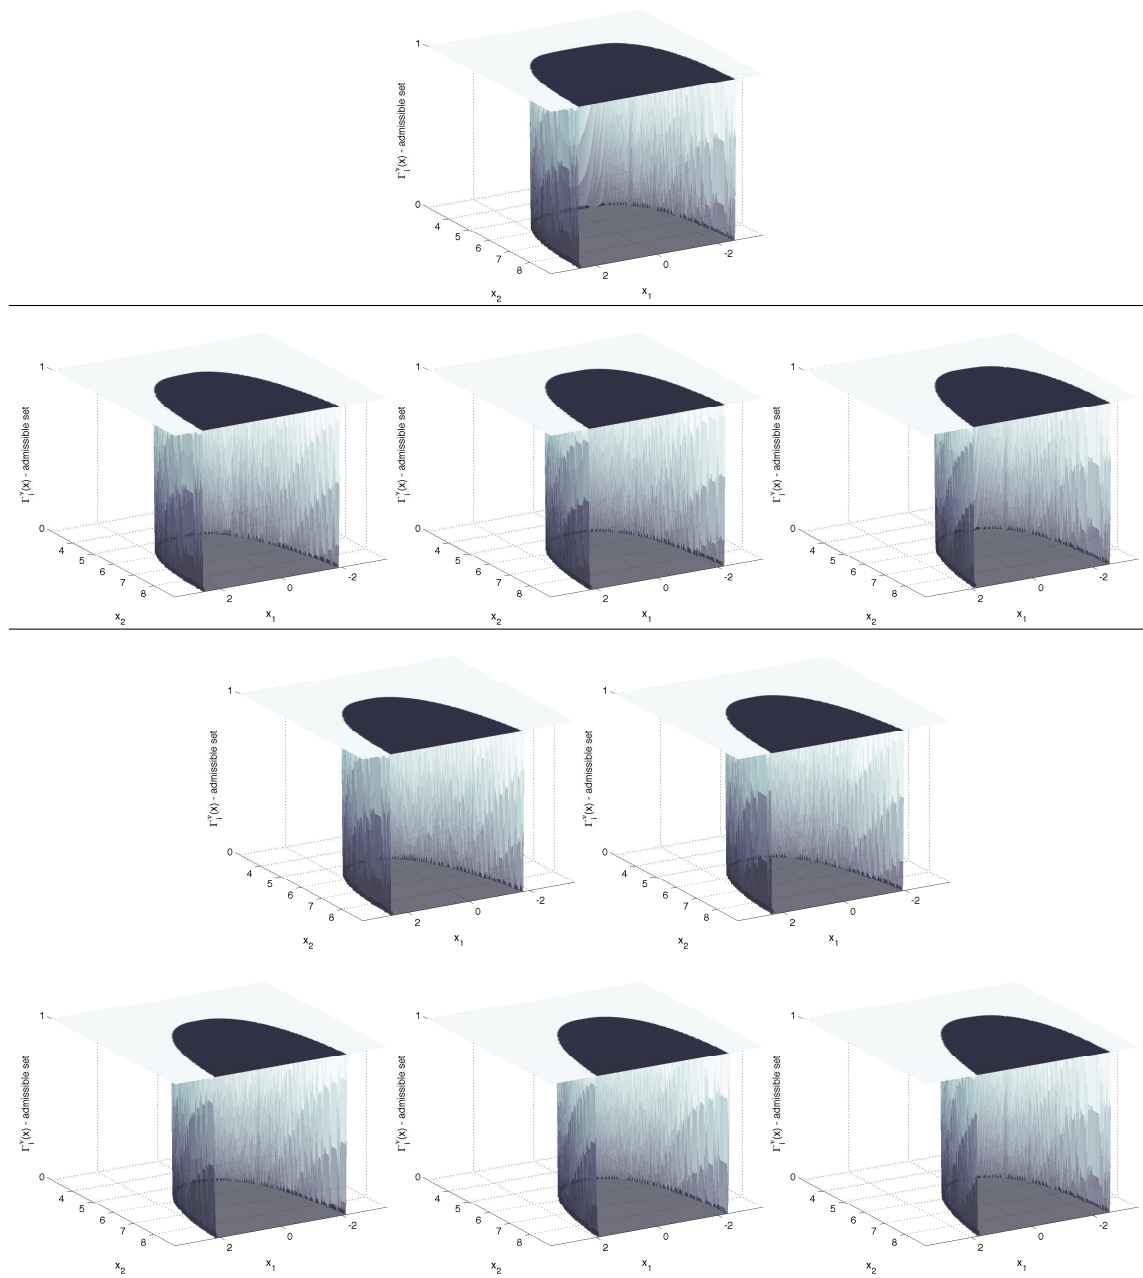 1
Γ_i^v(x) - admissible set
0
4 5 6 7 8
2 0 -2
x_2
x_1
1
Γ_i^v(x) - admissible set
0
4 5 6 7 8
2 0 -2
x_2
x_1
1
Γ_i^v(x) - admissible set
0
4 5 6 7 8
2 0 -2
x_2
x_1
1
Γ_i^v(x) - admissible set
0
4 5 6 7 8
2 0 -2
x_2
x_1
1
Γ_i^v(x) - admissible set
0
4 5 6 7 8
2 0 -2
x_2
x_1
1
Γ_i^v(x) - admissible set
0
4 5 6 7 8
2 0 -2
x_2
x_1
1
Γ_i^v(x) - admissible set
0
4 5 6 7 8
2 0 -2
x_2
x_1
1
Γ_i^v(x) - admissible set
0
4 5 6 7 8
2 0 -2
x_2
x_1
1
Γ_i^v(x) - admissible set
0
4 5 6 7 8
2 0 -2
x_2
x_1